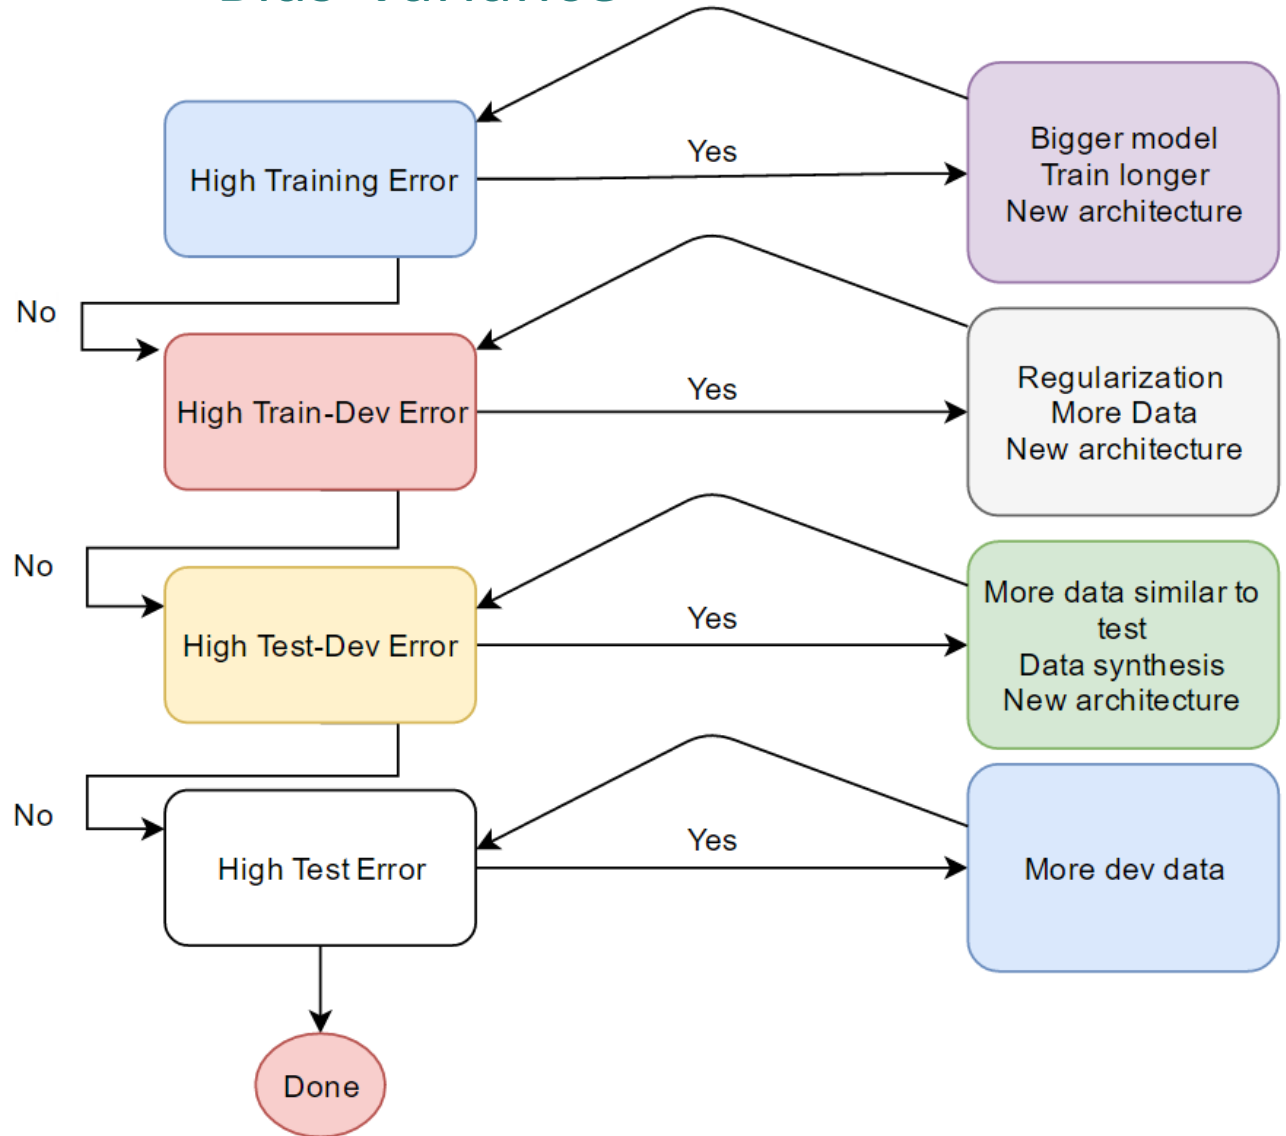 Bias-Variance
High Training Error
Yes
Bigger model
Train longer
New architecture
No
High Train-Dev Error
Yes
Regularization
More Data
New architecture
No
High Test-Dev Error
Yes
More data similar to
test
Data synthesis
New architecture
No
High Test Error
Yes
More dev data
Done